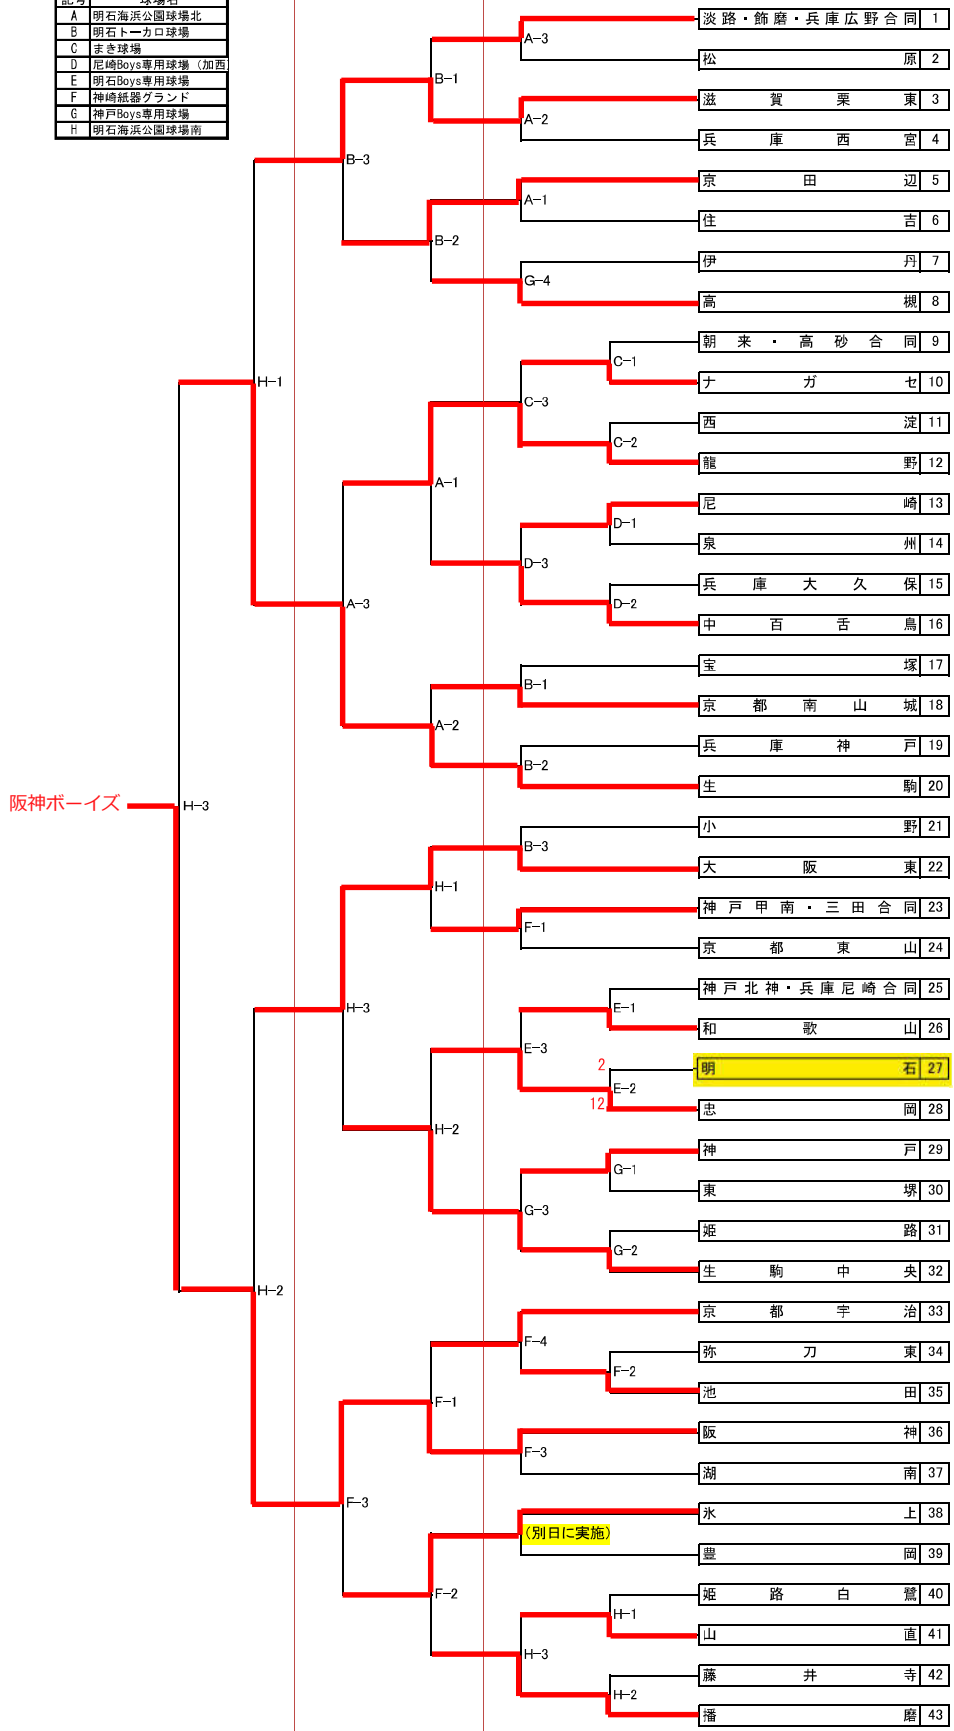 記号 球場名
A 明石海浜公園球場北
B 明石トーカロ球場
C まき球場
D 尼崎Boys専用球場（加西）
E 明石Boys専用球場
F 神崎紙器グランド
G 神戸Boys専用球場
H 明石海浜公園球場南
淡路・飾磨・兵庫広野合同 1
A-3
松原 2
B-1
滋賀栗東 3
A-2
兵庫西宮 4
B-3
京田辺 5
A-1
住吉 6
B-2
伊丹 7
G-4
高槻 8
朝来・高砂合同 9
C-1
ナガセ 10
H-1
C-3
西淀 11
C-2
龍野 12
A-1
尼崎 13
D-1
泉州 14
D-3
兵庫大久保 15
D-2
中百舌鳥 16
A-3
宝塚 17
B-1
京都南山城 18
A-2
兵庫神戸 19
B-2
生駒 20
阪神ボーイズ
H-3
小野 21
B-3
大阪東 22
H-1
神戸甲南・三田合同 23
F-1
京都東山 24
神戸北神・兵庫尼崎合同 25
H-3
E-1
和歌山 26
E-3
2
明石 27
E-2
12
忠岡 28
H-2
神戸 29
G-1
東堺 30
G-3
姫路 31
G-2
生駒中央 32
H-2
京都宇治 33
F-4
弥刀東 34
F-2
池田 35
F-1
阪神 36
F-3
湖南 37
F-3
氷上 38
（別日に実施）
豊岡 39
F-2
姫路白鷺 40
H-1
山直 41
H-3
藤井寺 42
H-2
播磨 43